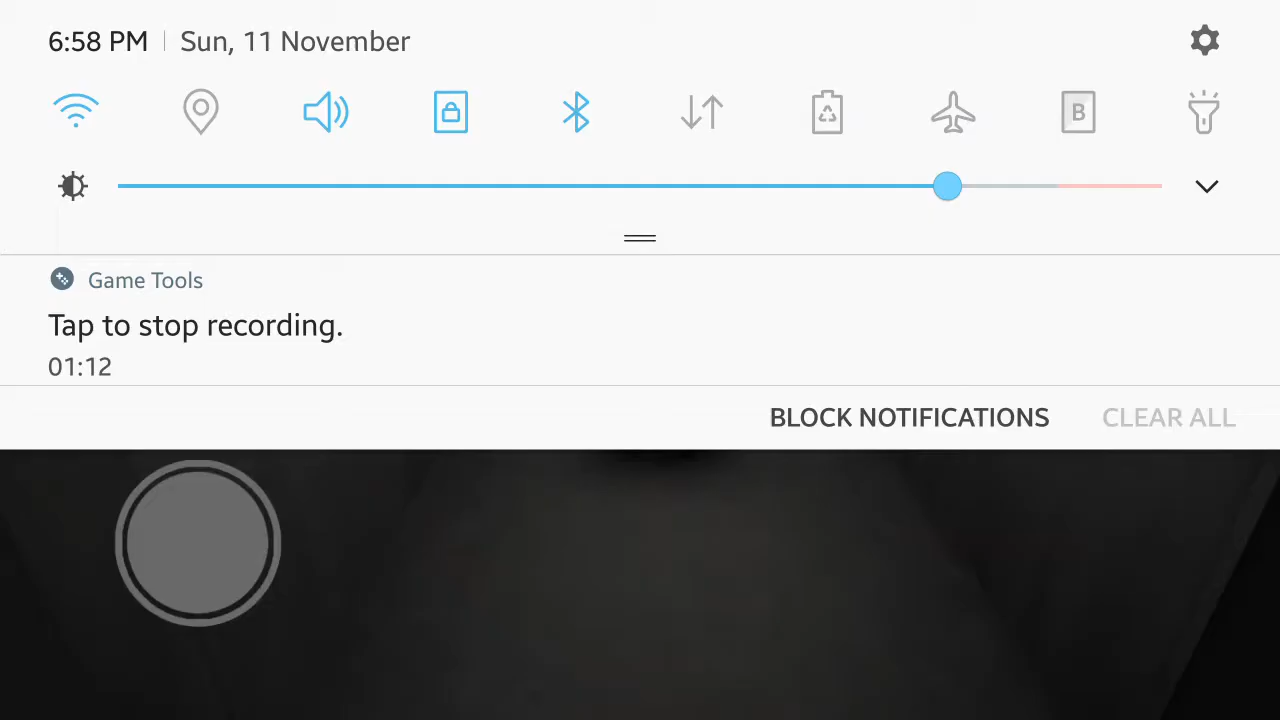 6:58 PM | Sun, 11 November
B
Game Tools
Tap to stop recording.
01:12
BLOCK NOTIFICATIONS CLEAR ALL